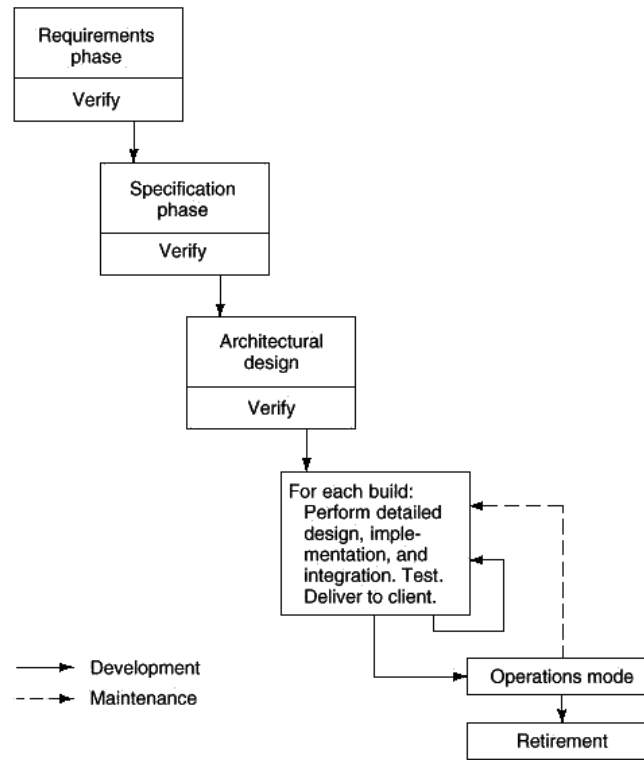 Requirements
phase
Verify
Specification
phase
Verify
Architectural
design
Verify
For each build:
Perform detailed
design, imple-
mentation, and
integration. Test.
Deliver to client.
Development
Maintenance
Operations mode
Retirement